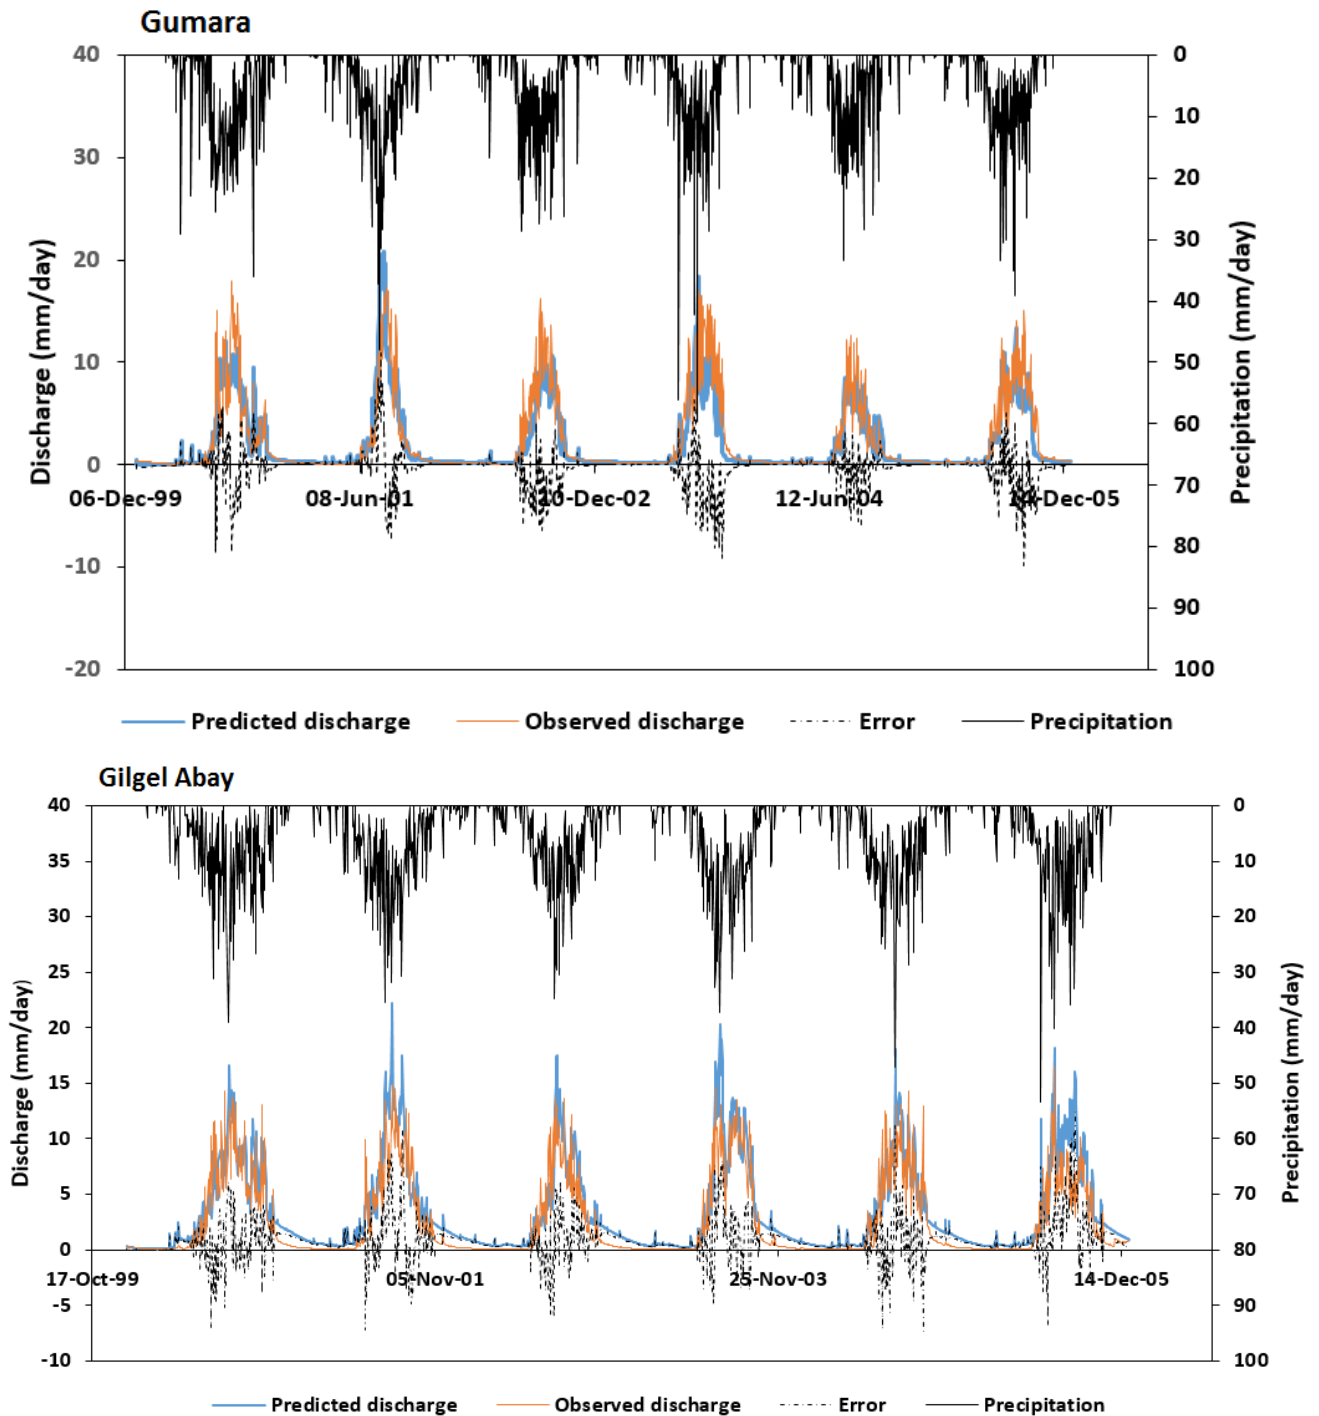 Gumara
40 0
10
30
20
20 30
40
10 50
60
0
06-Dec-99 08-Jun-01 10-Dec-02 12-Jun-04 14-Dec-05
70
-10 80
90
-20 100
Discharge (mm/day)
Precipitation (mm/day)
Predicted discharge Observed discharge Error Precipitation
Gilgel Abay
40 0
35 10
30 20
25 30
20 40
15 50
10 60
5 70
0 80
17-Oct-99 05-Nov-01 25-Nov-03 14-Dec-05
-5 90
-10 100
Discharge (mm/day)
Precipitation (mm/day)
Predicted discharge Observed discharge Error Precipitation